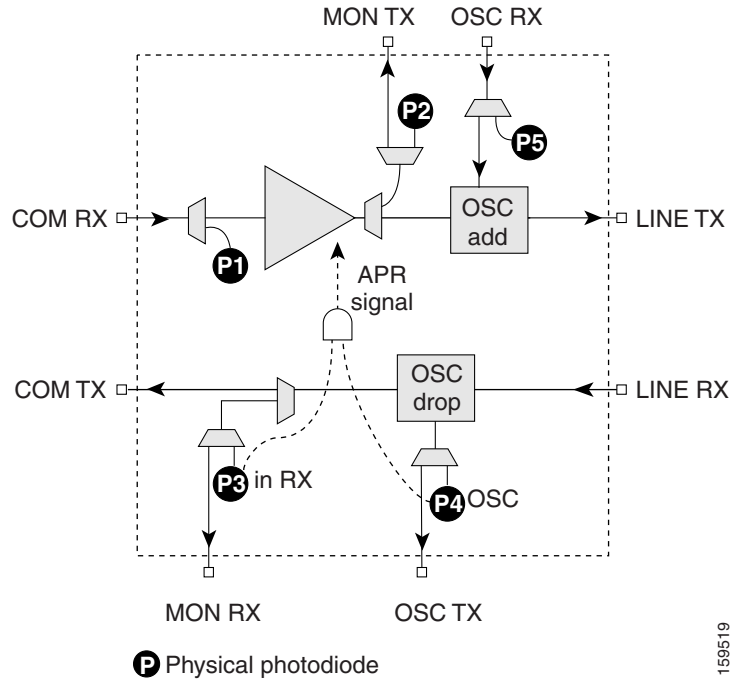 MON TX
OSC RX
P2
P5
COM RX
OSC
add
LINE TX
P1
APR
signal
COM TX
OSC
drop
LINE RX
P3
in RX
P4
OSC
MON RX
OSC TX
P Physical photodiode
159519